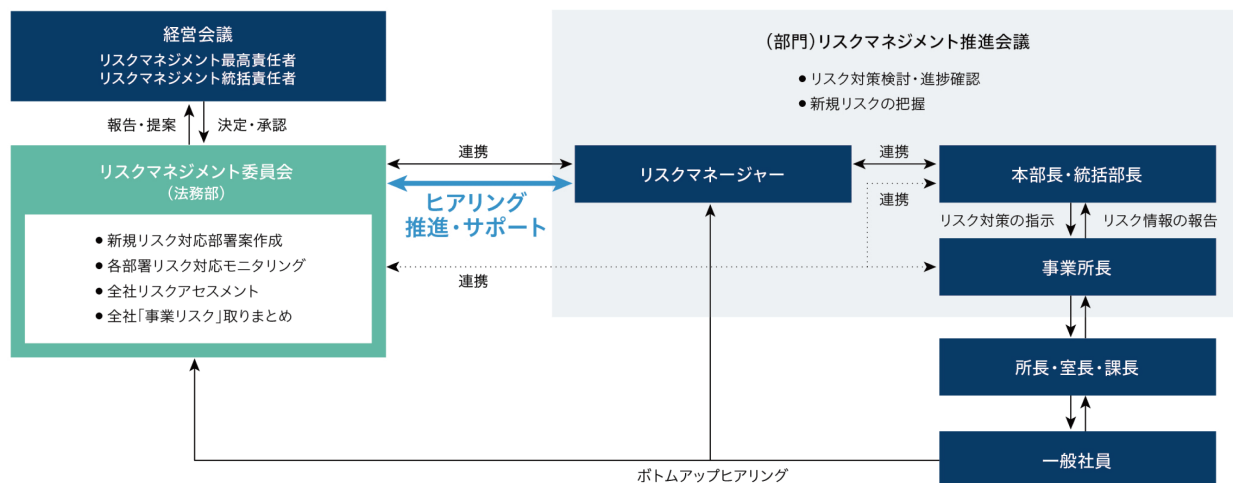 経営会議
リスクマネジメント最高責任者
リスクマネジメント統括責任者
報告・提案
決定・承認
リスクマネジメント委員会
(法務部)
● 新規リスク対応部署案作成
● 各部署リスク対応モニタリング
● 全社リスクアセスメント
● 全社「事業リスク」取りまとめ
連携
ヒアリング
推進・サポート
連携
(部門)リスクマネジメント推進会議
● リスク対策検討・進捗確認
● 新規リスクの把握
リスクマネージャー
連携
連携
本部長・統括部長
リスク対策の指示
リスク情報の報告
事業所長
所長・室長・課長
一般社員
ボトムアップヒアリング